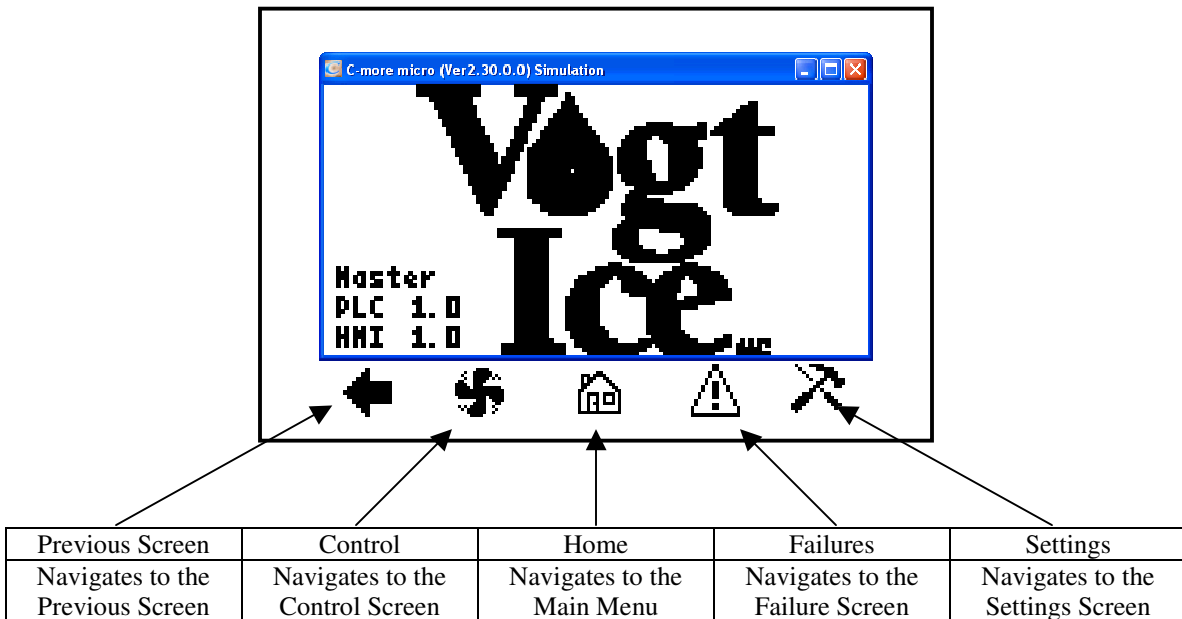 C-more micro (Ver2.30.0.0) Simulation
Vogt
Ice LLC
Master
PLC 1.0
HMI 1.0
Previous Screen Control Home Failures Settings
Navigates to the Navigates to the Navigates to the Navigates to the Navigates to the
Previous Screen Control Screen Main Menu Failure Screen Settings Screen